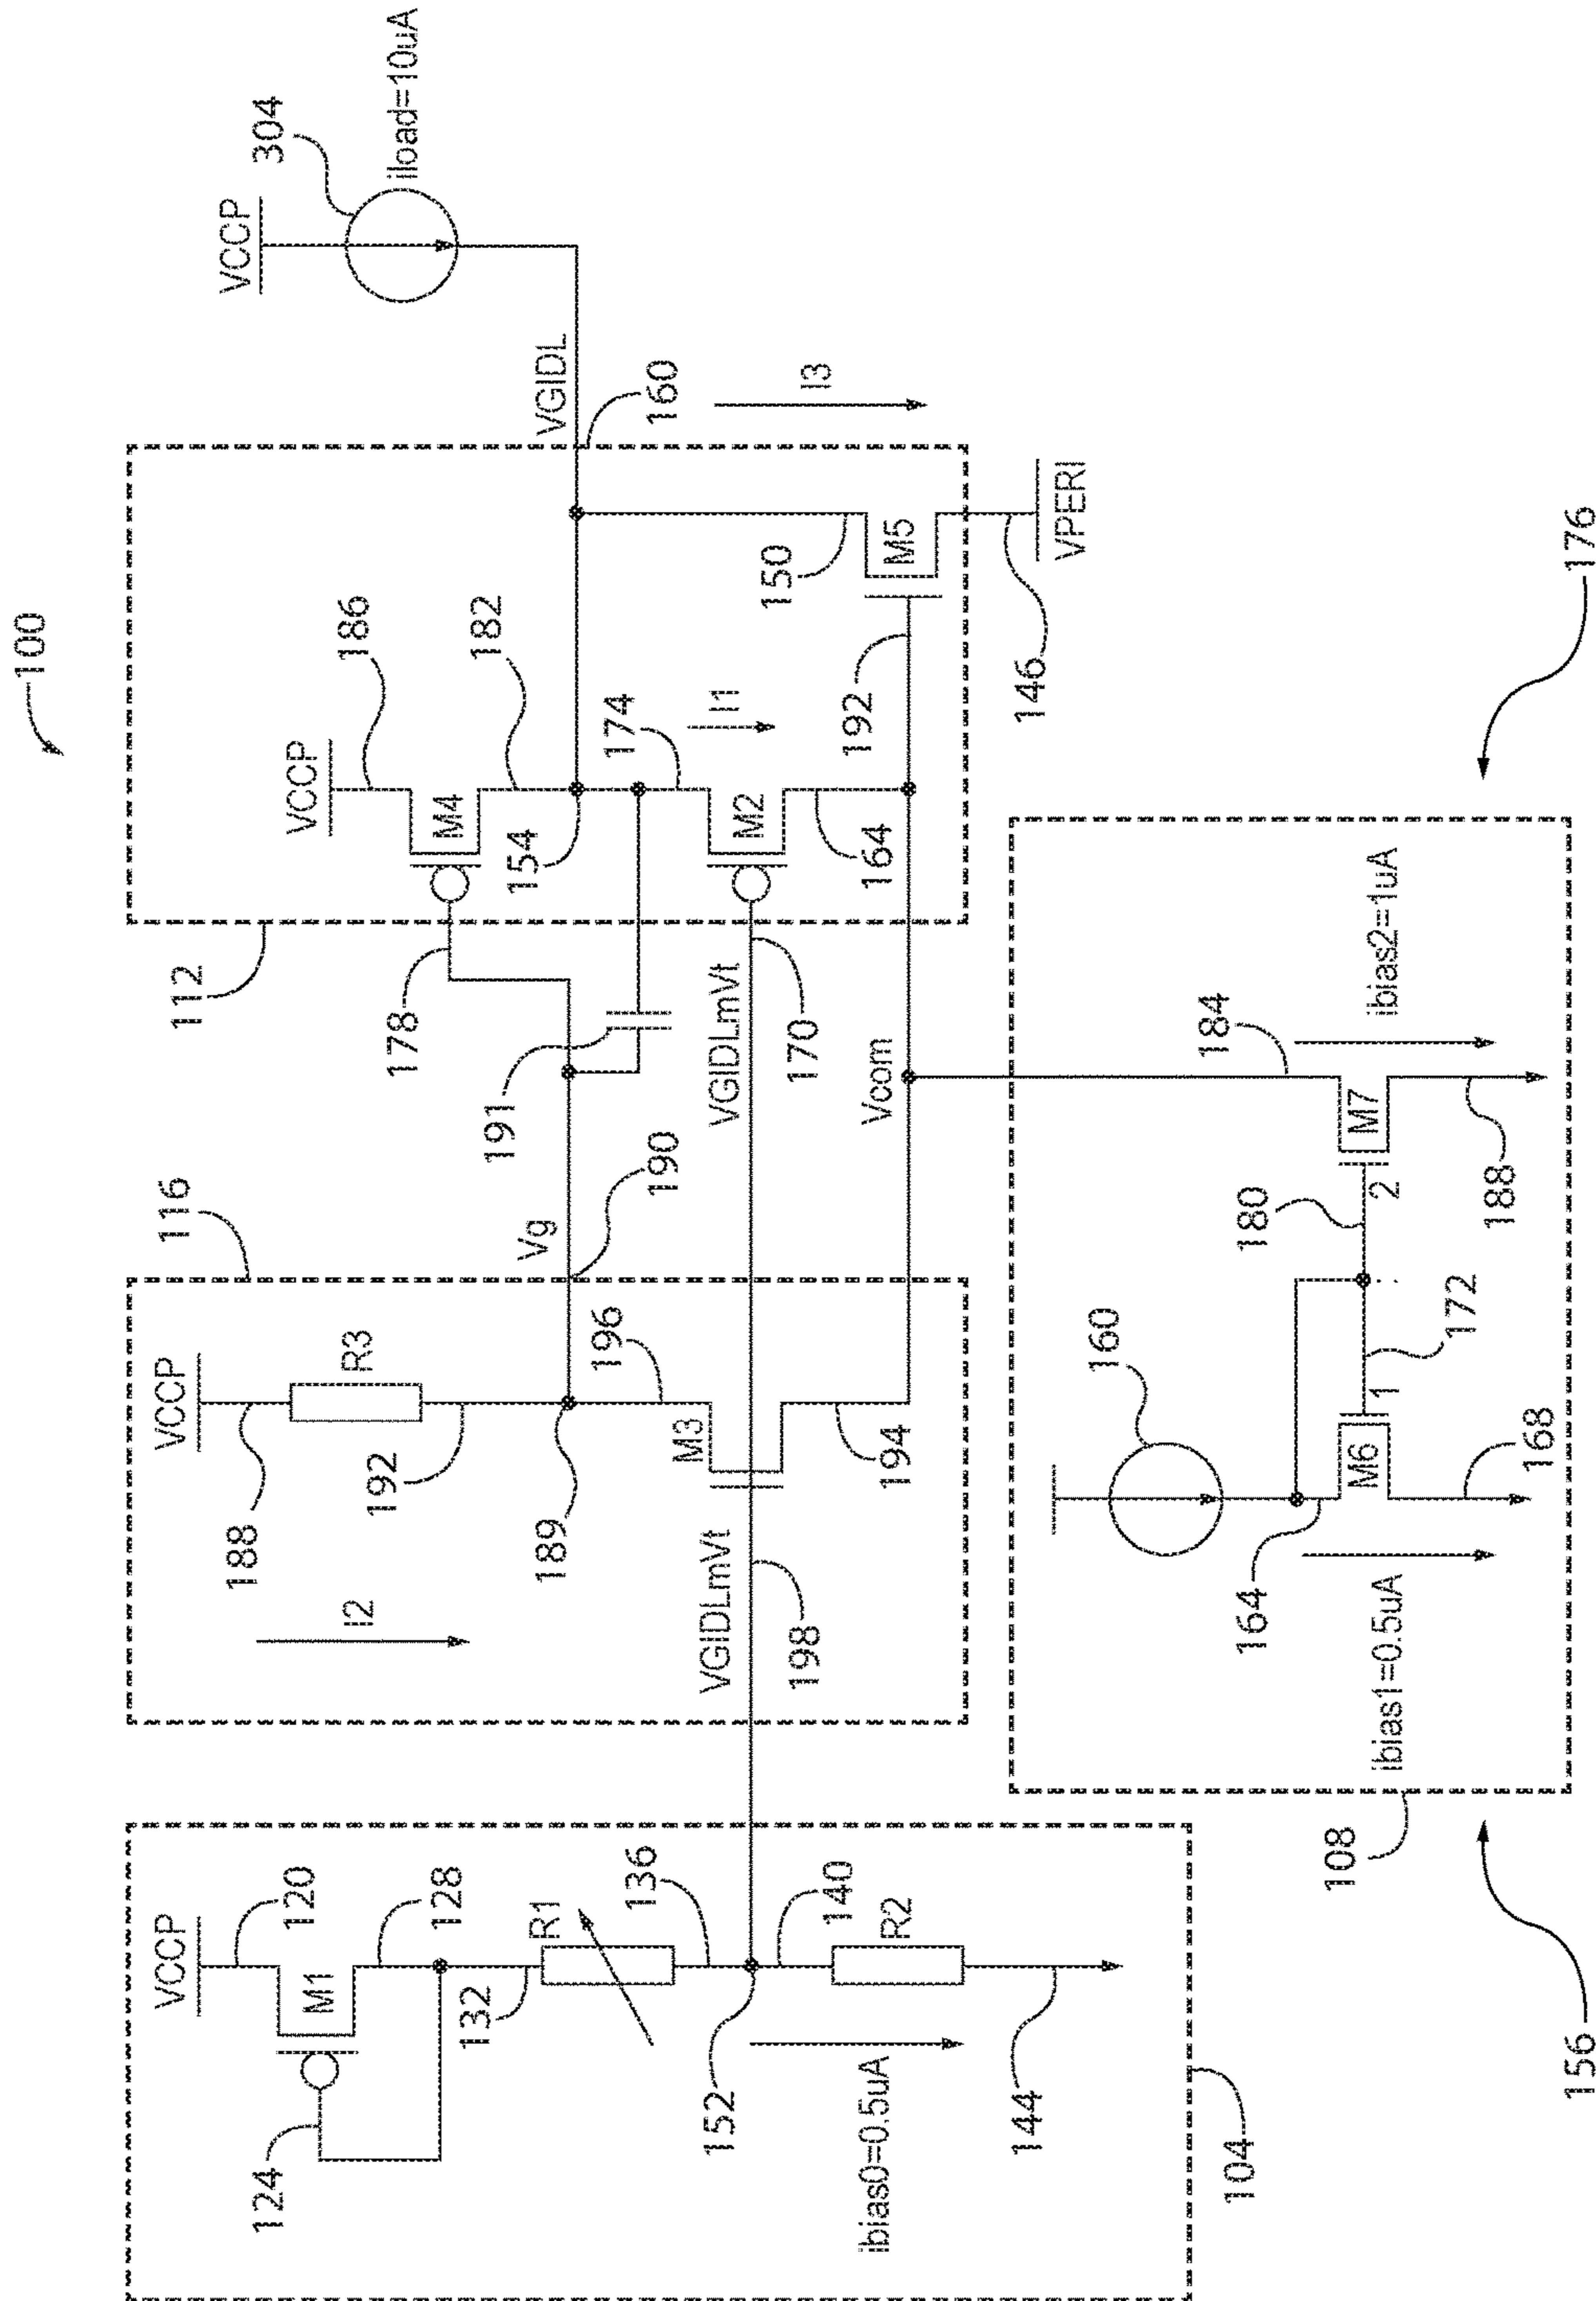 100
VCCP
120
124
M1
128
132
R1
136
152
140
R2
ibias0=0.5uA
144
104
116
VCCP
188
R3
I2
192
189
Vg
190
196
M3
VGIDLmVt
198
194
112
VCCP
186
178
M4
182
191
154
174
I1
VGIDLmVt
170
M2
164
Vcom
192
150
M5
146
VPERI
160
I3
VGIDL
VCCP
304
iload=10uA
108
160
164
M6
1
172
168
ibias1=0.5uA
180
2
M7
184
188
ibias2=1uA
156
176